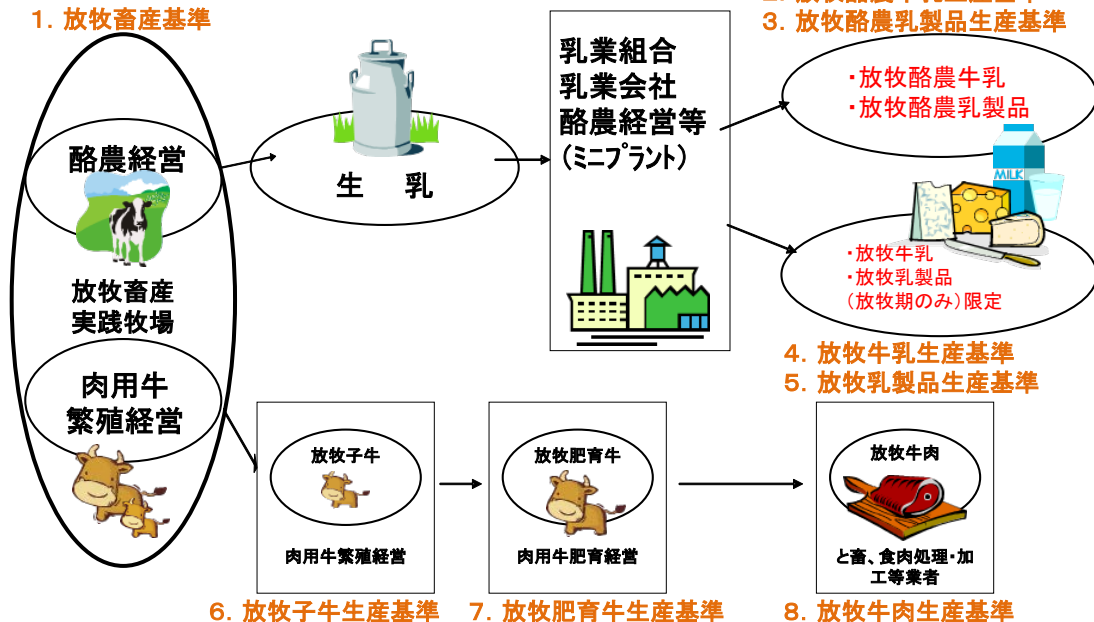 1．放牧畜産基準
3．放牧酪農乳製品生産基準
酪農経営
放牧畜産
実践牧場
肉用牛
繁殖経営
生　乳
乳業組合
乳業会社
酪農経営等
（ミニプラント）
・放牧酪農牛乳
・放牧酪農乳製品
MILK
・放牧牛乳
・放牧乳製品
（放牧期のみ）限定
4．放牧牛乳生産基準
5．放牧乳製品生産基準
放牧子牛
肉用牛繁殖経営
放牧肥育牛
肉用牛肥育経営
放牧牛肉
と畜、食肉処理・加
工等業者
6．放牧子牛生産基準
7．放牧肥育牛生産基準
8．放牧牛肉生産基準